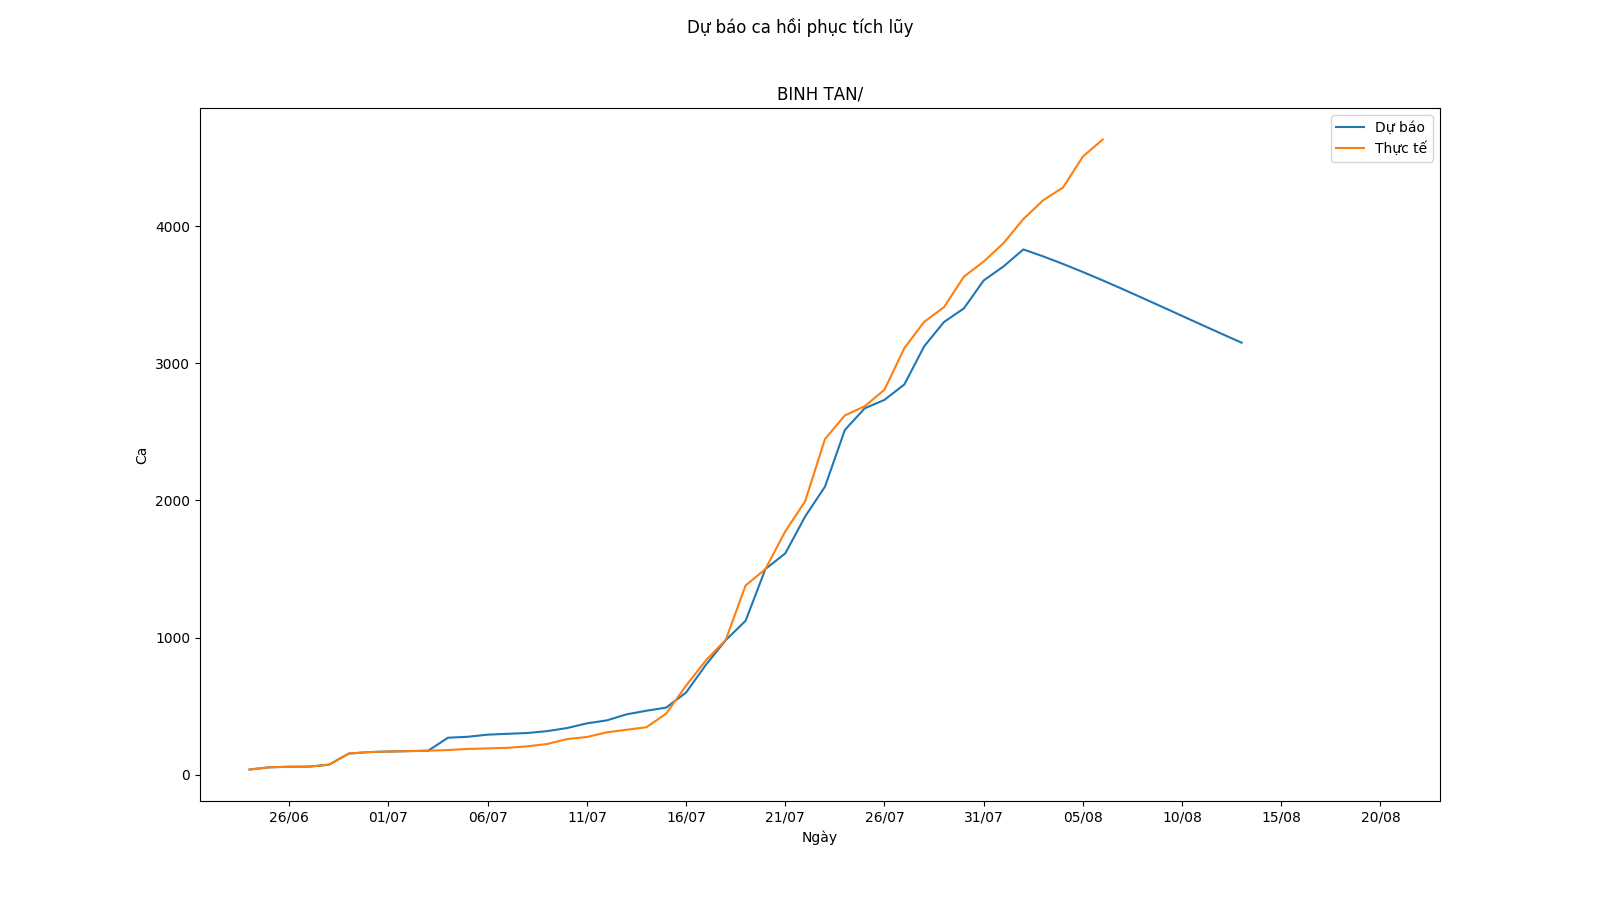 Dự báo ca hồi phục tích lũy
BINH TAN/
Dự báo
Thực tế
4000
3000
2000
1000
0
Ca
26/06 01/07 06/07 11/07 16/07 21/07 26/07 31/07 05/08 10/08 15/08 20/08
Ngày